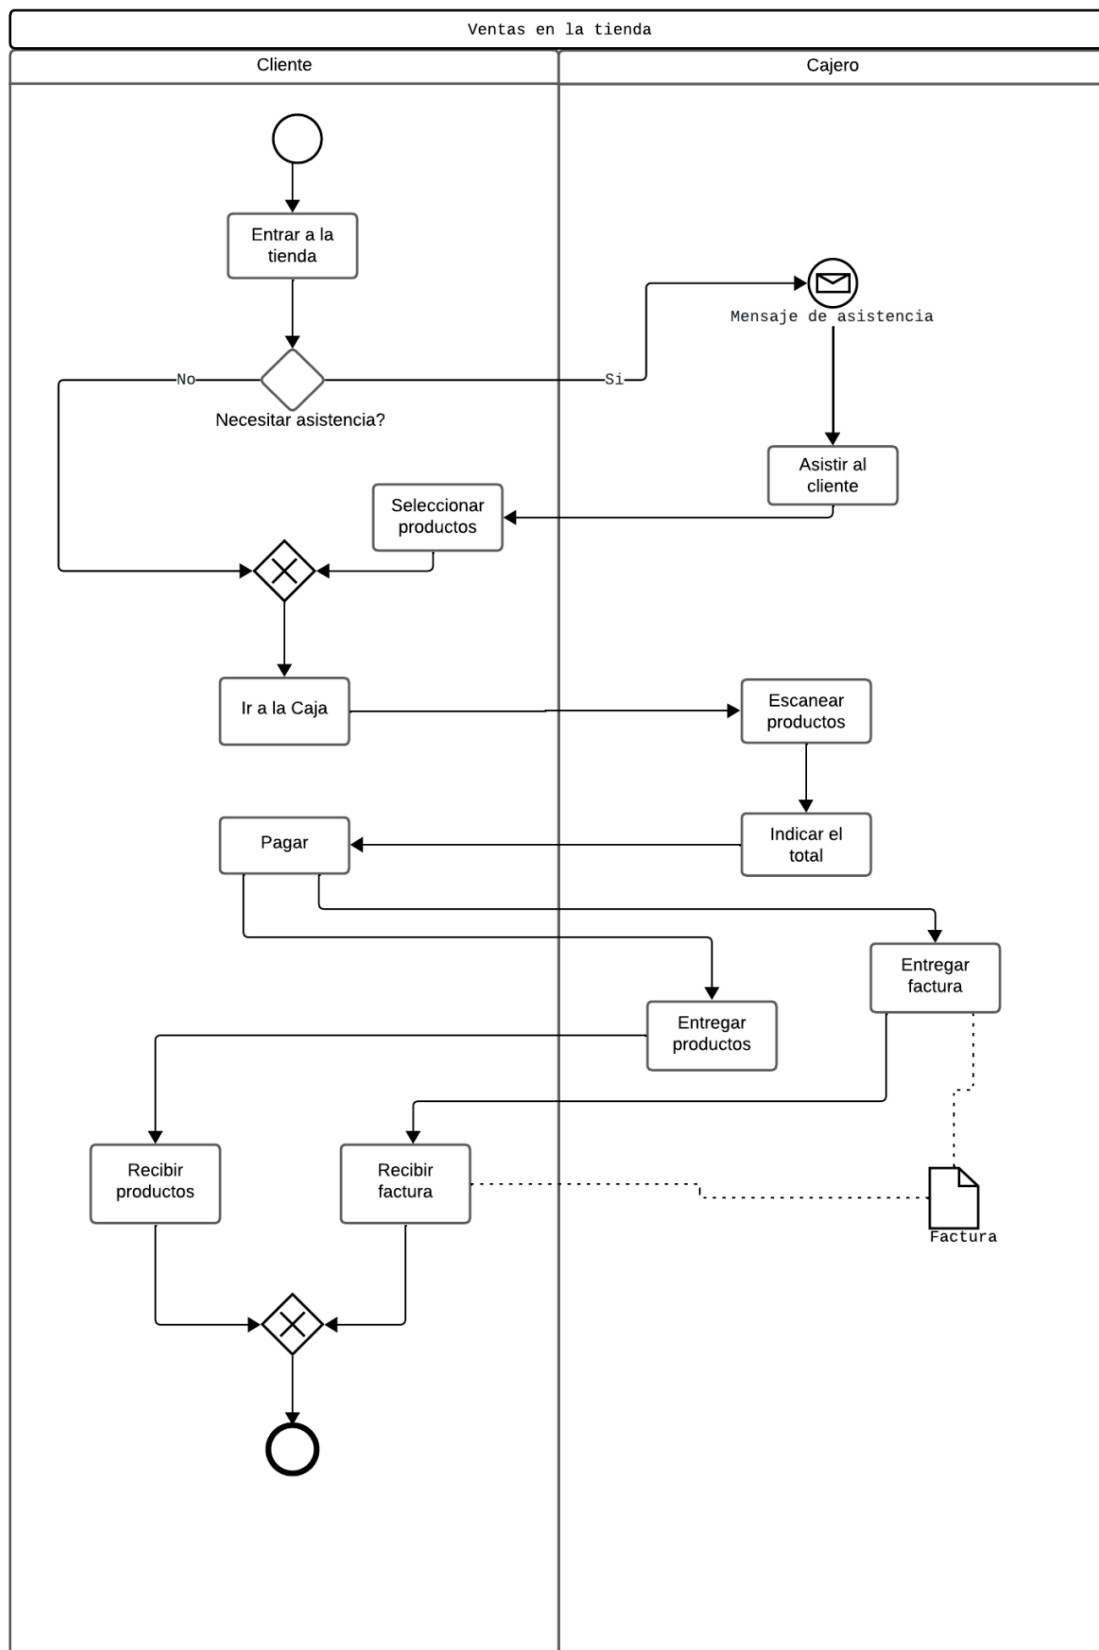 Ventas en la tienda
Cliente
Cajero
Entrar a la
tienda
Mensaje de asistencia
No
Si
Necesitar asistencia?
Asistir al
cliente
Seleccionar
productos
Ir a la Caja
Escanear
productos
Pagar
Indicar el
total
Entregar
factura
Entregar
productos
Recibir
productos
Recibir
factura
Factura